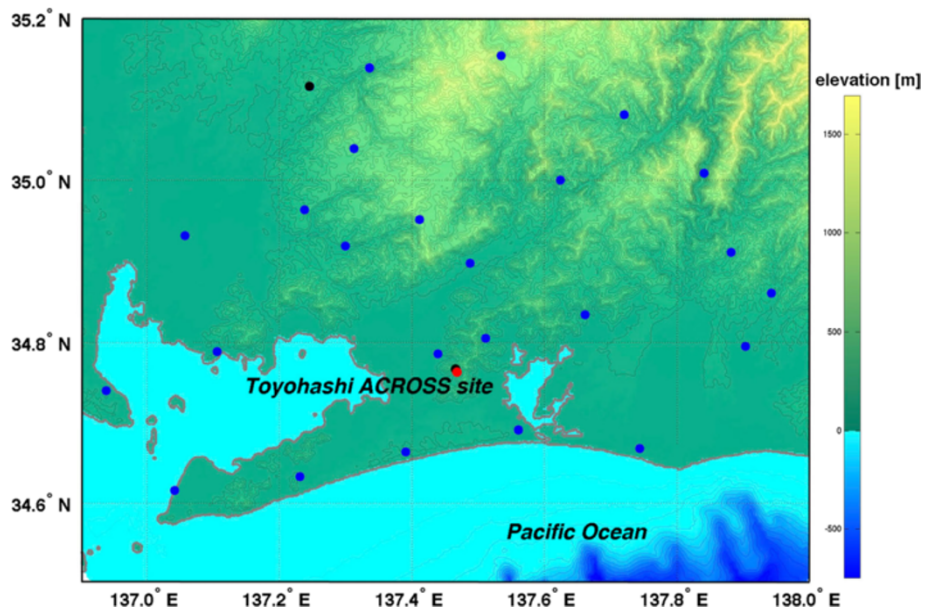 35.2° N
elevation [m]
1500
35.0° N
1000
500
34.8° N
Toyohashi ACROSS site
0
34.6° N
-500
Pacific Ocean
137.0° E 137.2° E 137.4° E 137.6° E 137.8° E 138.0° E